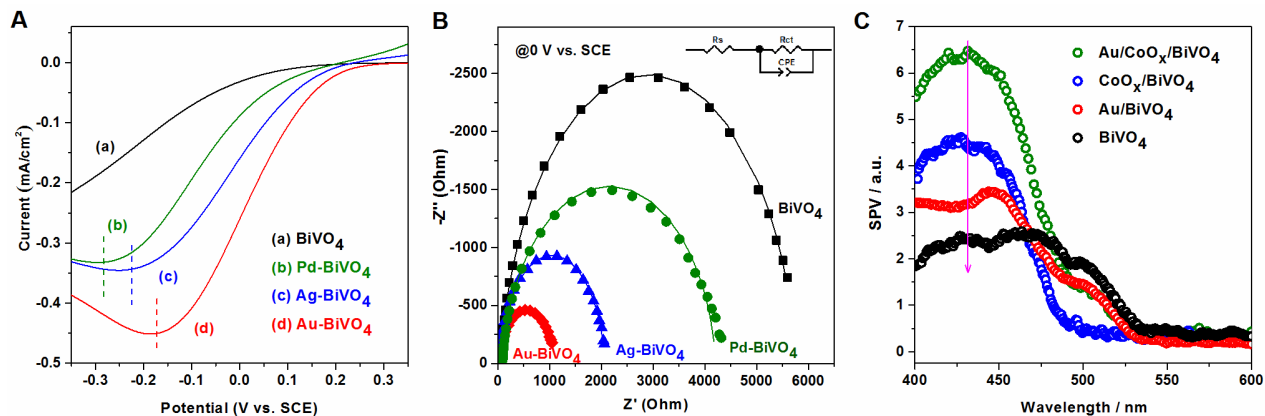 A
0.0
-0.1
-0.2
-0.3
-0.4
-0.5
Current (mA/cm²)
-0.3 -0.2 -0.1 0.0 0.1 0.2 0.3
Potential (V vs. SCE)
(a)
(b)
(c)
(d)
(a) BiVO₄
(b) Pd-BiVO₄
(c) Ag-BiVO₄
(d) Au-BiVO₄
B
@0 V vs. SCE
Rs
Rct
CPE
-2500
-2000
-1500
-1000
-500
0
-Z'' (Ohm)
0 1000 2000 3000 4000 5000 6000
Z' (Ohm)
BiVO₄
Pd-BiVO₄
Ag-BiVO₄
Au-BiVO₄
C
7
6
5
4
3
2
1
0
SPV / a.u.
400 450 500 550 600
Wavelength / nm
Au/CoOₓ/BiVO₄
CoOₓ/BiVO₄
Au/BiVO₄
BiVO₄